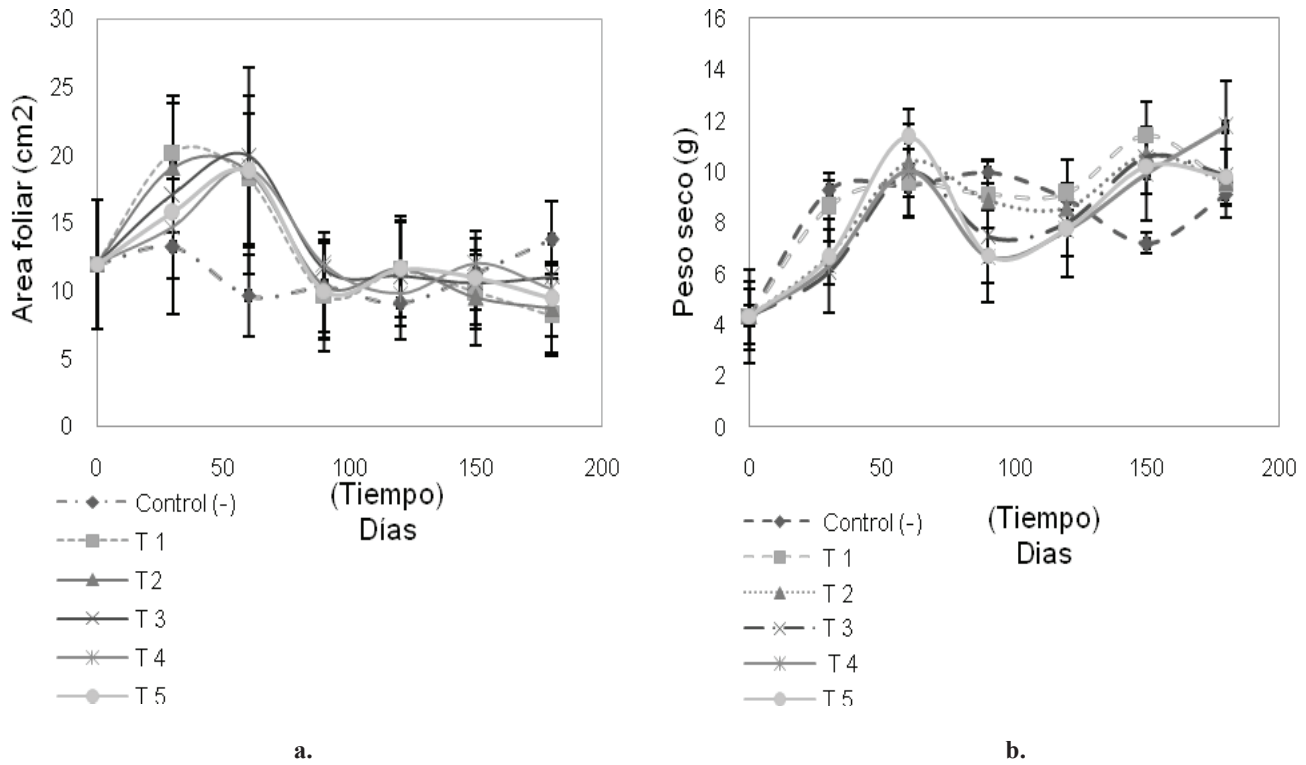 30
25
20
15
10
5
0
Area foliar (cm2)
0
50
100
150
200
(Tiempo)
Días
Control (-)
T 1
T 2
T 3
T 4
T 5
a.
16
14
12
10
8
6
4
2
0
Peso seco (g)
0
50
100
150
200
(Tiempo)
Dias
Control (-)
T 1
T 2
T 3
T 4
T 5
b.